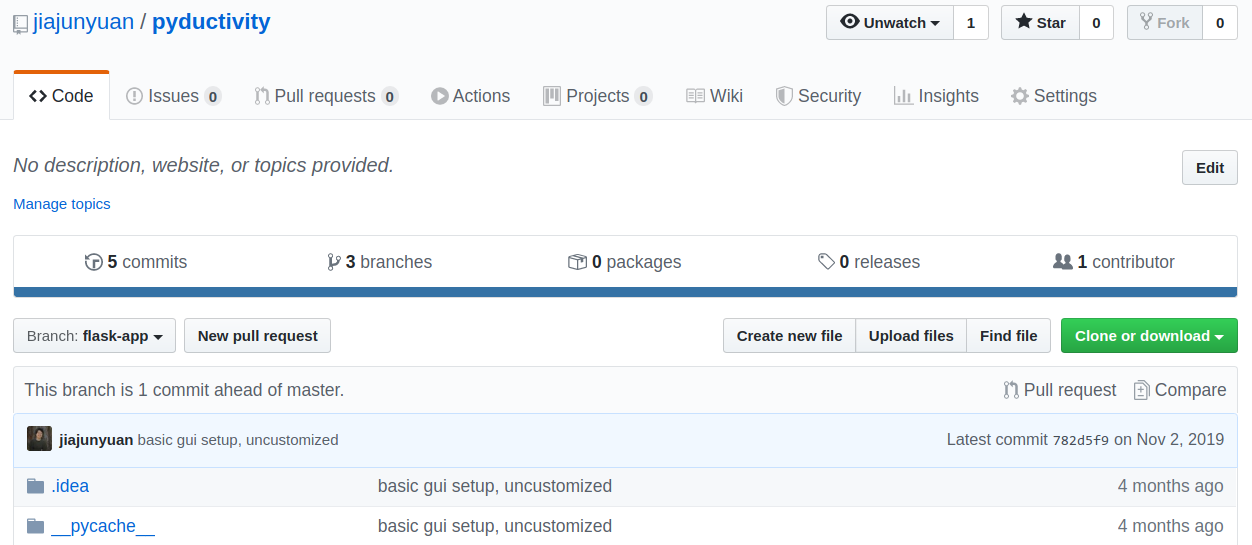 jiajunyuan / pyductivity Unwatch 1 Star 0 Fork 0
Code Issues 0 Pull requests 0 Actions Projects 0 Wiki Security Insights Settings
No description, website, or topics provided. Edit
Manage topics
5 commits 3 branches 0 packages 0 releases 1 contributor
Branch: flask-app New pull request Create new file Upload files Find file Clone or download
This branch is 1 commit ahead of master. Pull request Compare
jiajunyuan basic gui setup, uncustomized Latest commit 782d5f9 on Nov 2, 2019
.idea basic gui setup, uncustomized 4 months ago
__pycache__ basic gui setup, uncustomized 4 months ago